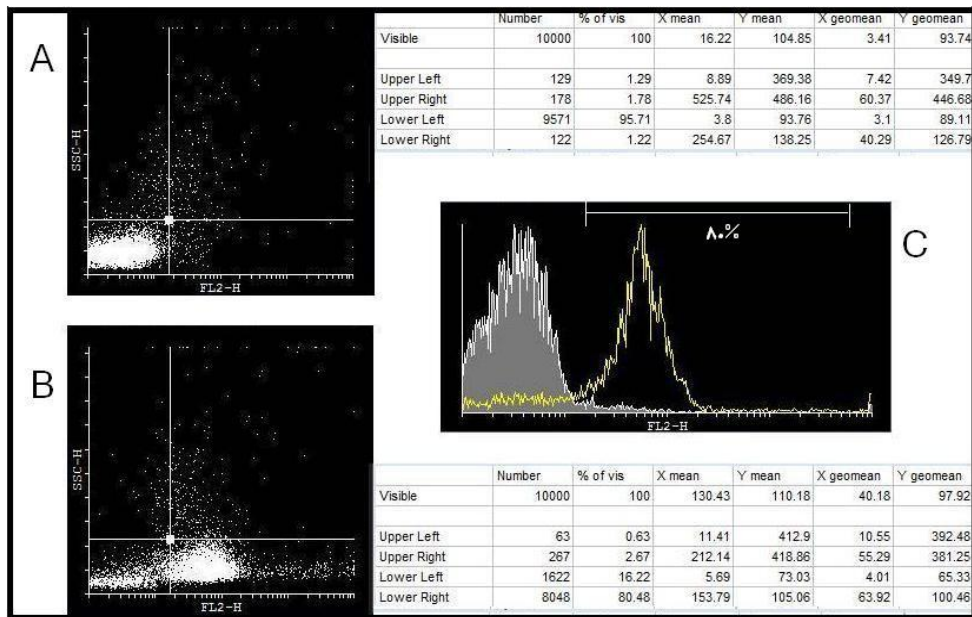 A
SSC-H
FL2-H
Number % of vis X mean Y mean X geomean Y geomean
Visible 10000 100 16.22 104.85 3.41 93.74
Upper Left 129 1.29 8.89 369.38 7.42 349.7
Upper Right 178 1.78 525.74 486.16 60.37 446.68
Lower Left 9571 95.71 3.8 93.76 3.1 89.11
Lower Right 122 1.22 254.67 138.25 40.29 126.79
٨٠%
C
FL2-H
B
SSC-H
FL2-H
Number % of vis X mean Y mean X geomean Y geomean
Visible 10000 100 130.43 110.18 40.18 97.92
Upper Left 63 0.63 11.41 412.9 10.55 392.48
Upper Right 267 2.67 212.14 418.86 55.29 381.25
Lower Left 1622 16.22 5.69 73.03 4.01 65.33
Lower Right 8048 80.48 153.79 105.06 63.92 100.46